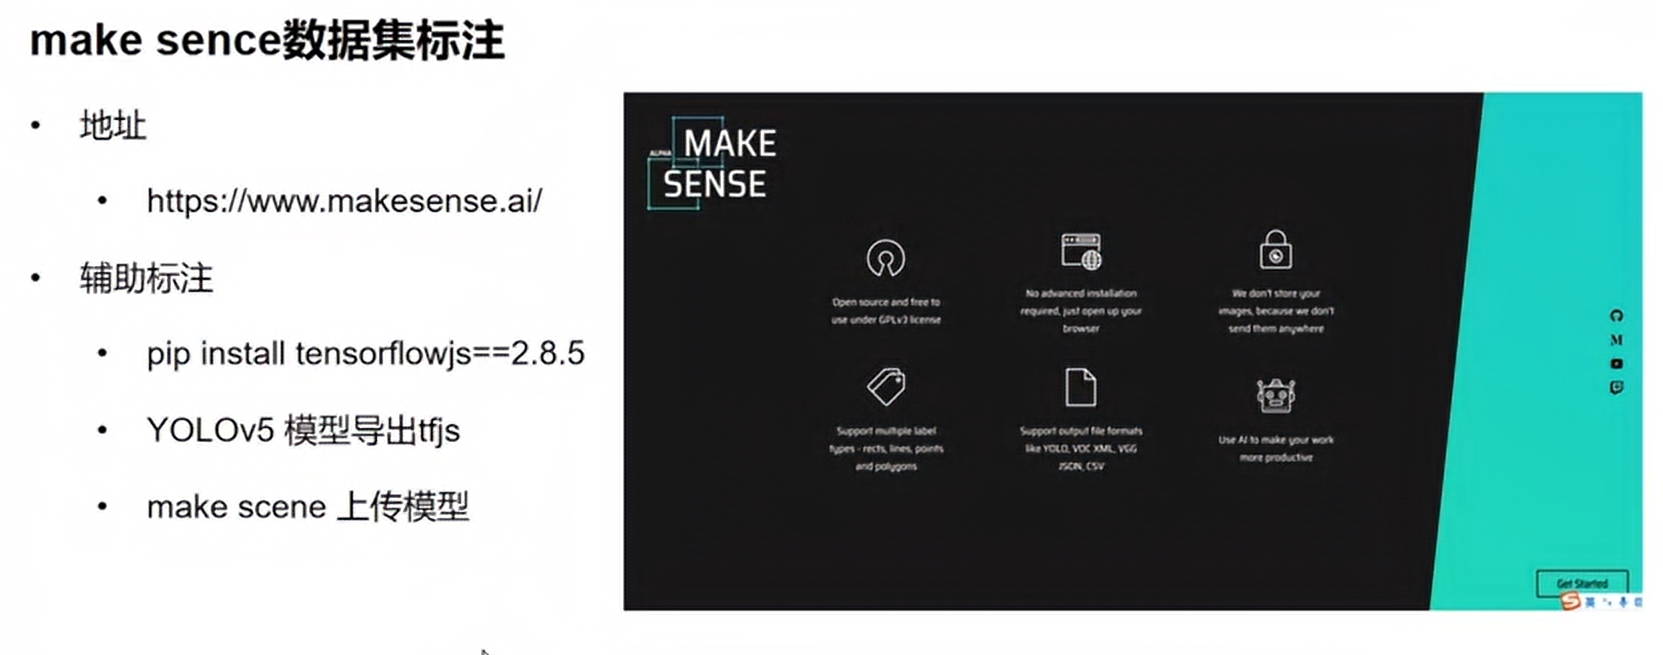 make sence数据集标注
• 地址
• https://www.makesense.ai/
• 辅助标注
• pip install tensorflowjs==2.8.5
• YOLOv5 模型导出tfjs
• make scene 上传模型
ALPHA
MAKE
SENSE
Open source and free to
use under GPLv3 license
No advanced installation
required, just open up your
browser
We don't store your
images, because we don't
send them anywhere
Support multiple label
types - rects, lines, points
and polygons
Support output file formats
like YOLO, VOC XML, VGG
JSON, CSV
Use AI to make your work
more productive
M
Get Started
英